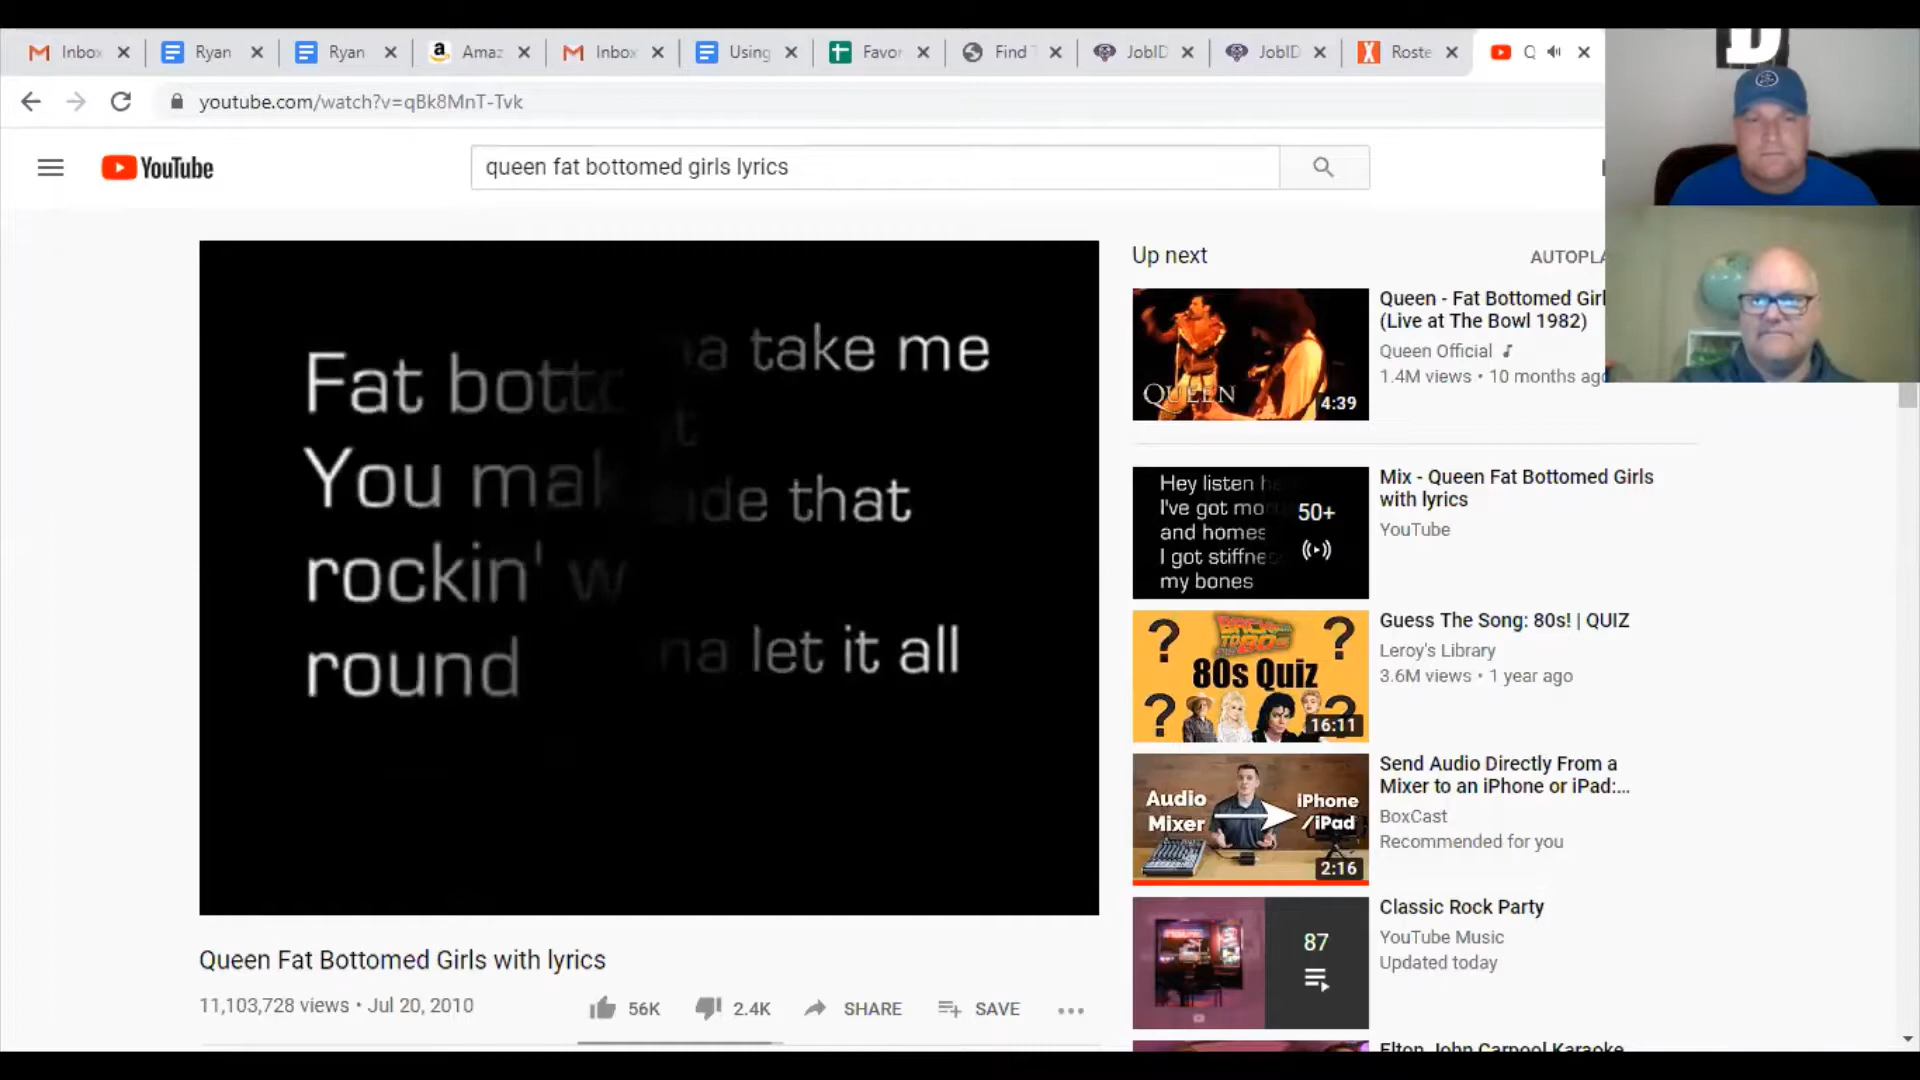 Inbox
Ryan
Ryan
Amaz
Inbox
Using
Favor
Find
JobID
JobID
Roste
Q
youtube.com/watch?v=qBk8MnT-Tvk
YouTube
queen fat bottomed girls lyrics
Fat
take me
You
that
rockin'
let it all
round
Up next
AUTOPLA
QUEEN
4:39
Queen - Fat Bottomed Girl
(Live at The Bowl 1982)
Queen Official
1.4M views • 10 months ago
Hey listen
I've got
and homes
I got
my bones
50+
Mix - Queen Fat Bottomed Girls
with lyrics
YouTube
BACK
TO 80s
80s Quiz
16:11
Guess The Song: 80s! | QUIZ
Leroy's Library
3.6M views • 1 year ago
Audio
Mixer
iPhone
/iPad
2:16
Send Audio Directly From a
Mixer to an iPhone or iPad:...
BoxCast
Recommended for you
87
Classic Rock Party
YouTube Music
Updated today
Elton John Carpool Karaoke
Queen Fat Bottomed Girls with lyrics
11,103,728 views • Jul 20, 2010
56K
2.4K
SHARE
SAVE